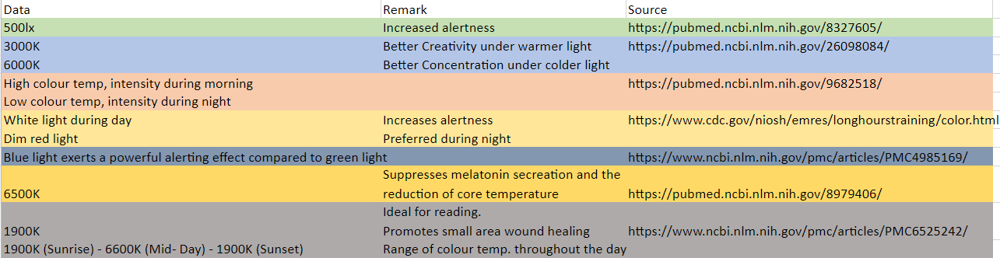 Data Remark Source
500lx Increased alertness https://pubmed.ncbi.nlm.nih.gov/8327605/
3000K Better Creativity under warmer light https://pubmed.ncbi.nlm.nih.gov/26098084/
6000K Better Concentration under colder light
High colour temp, intensity during morning https://pubmed.ncbi.nlm.nih.gov/9682518/
Low colour temp, intensity during night
White light during day Increases alertness https://www.cdc.gov/niosh/emres/longhourstraining/color.html
Dim red light Preferred during night
Blue light exerts a powerful alerting effect compared to green light https://www.ncbi.nlm.nih.gov/pmc/articles/PMC4985169/
Suppresses melatonin secreation and the
6500K reduction of core temperature https://pubmed.ncbi.nlm.nih.gov/8979406/
Ideal for reading.
1900K Promotes small area wound healing https://www.ncbi.nlm.nih.gov/pmc/articles/PMC6525242/
1900K (Sunrise) - 6600K (Mid- Day) - 1900K (Sunset) Range of colour temp. throughout the day